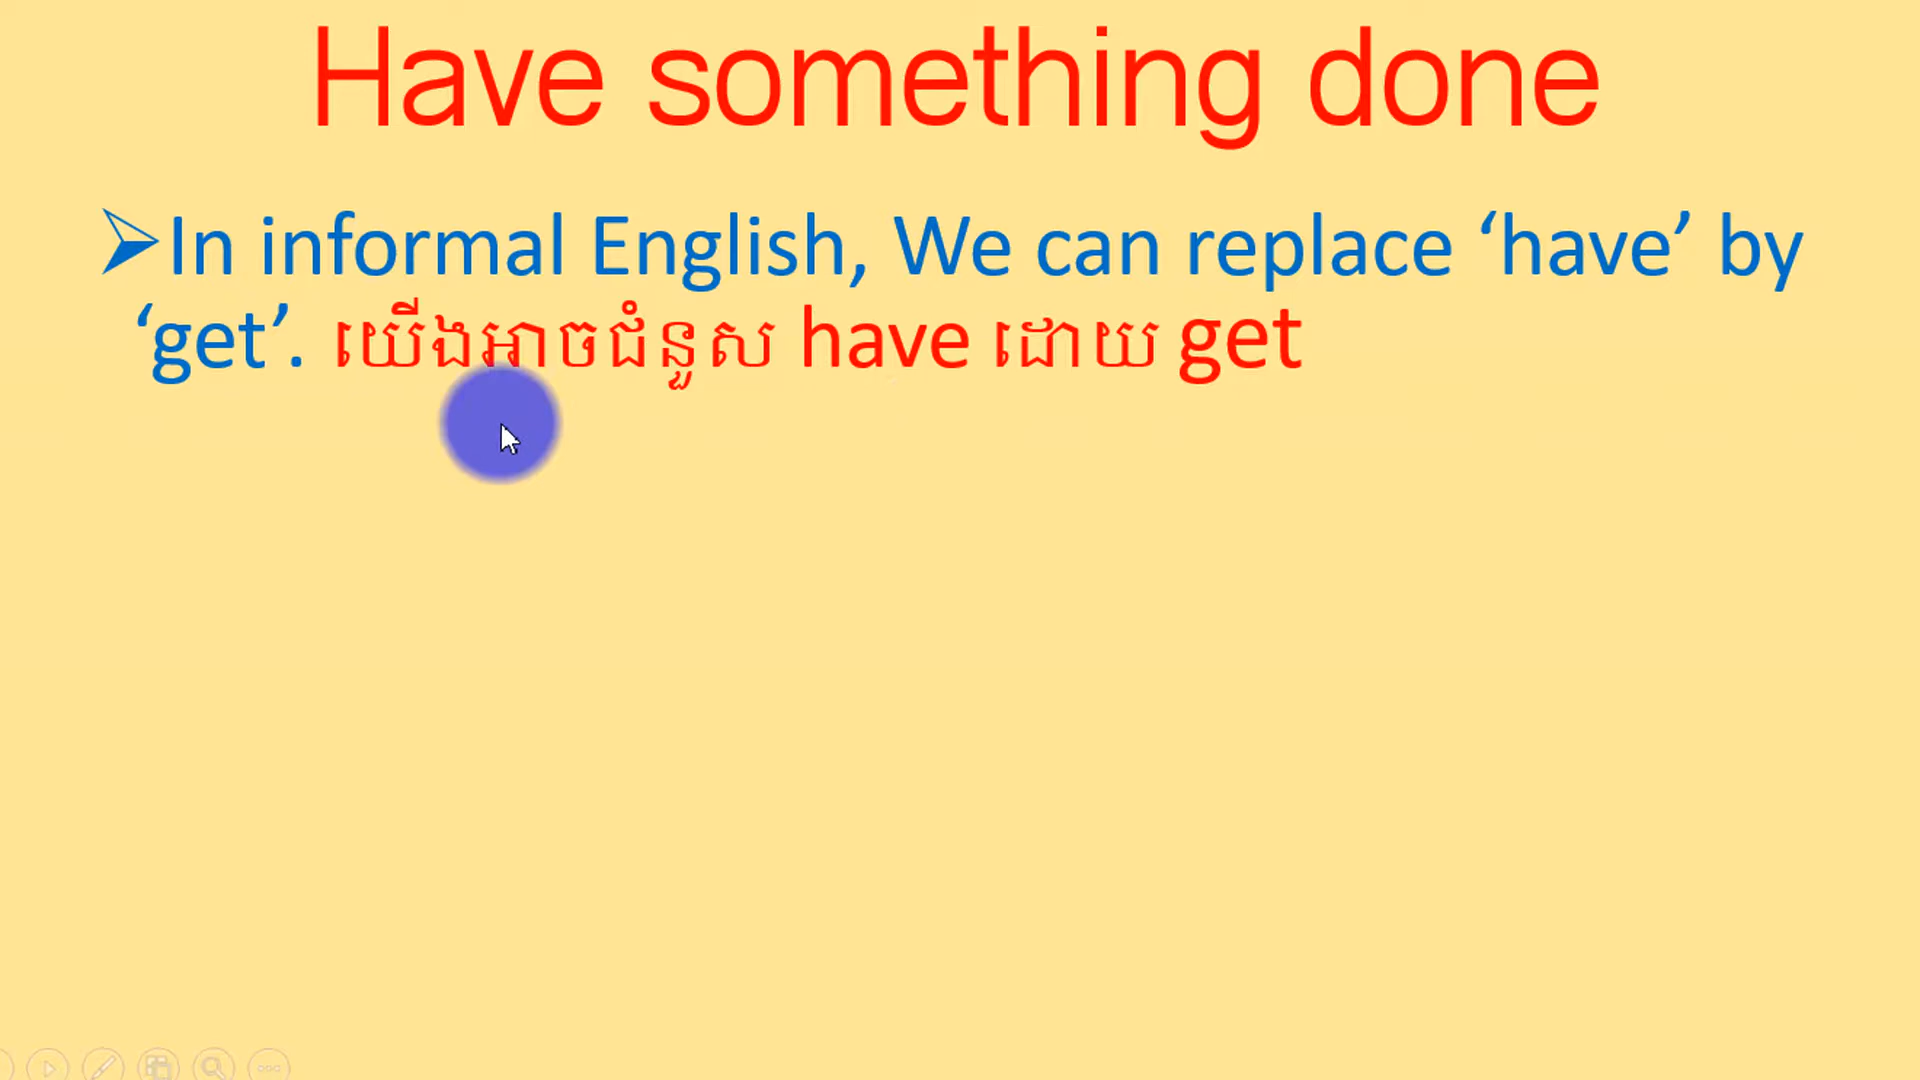 Have something done
➢In informal English, We can replace ‘have’ by
‘get’. យើងអាចជំនួស have ដោយ get